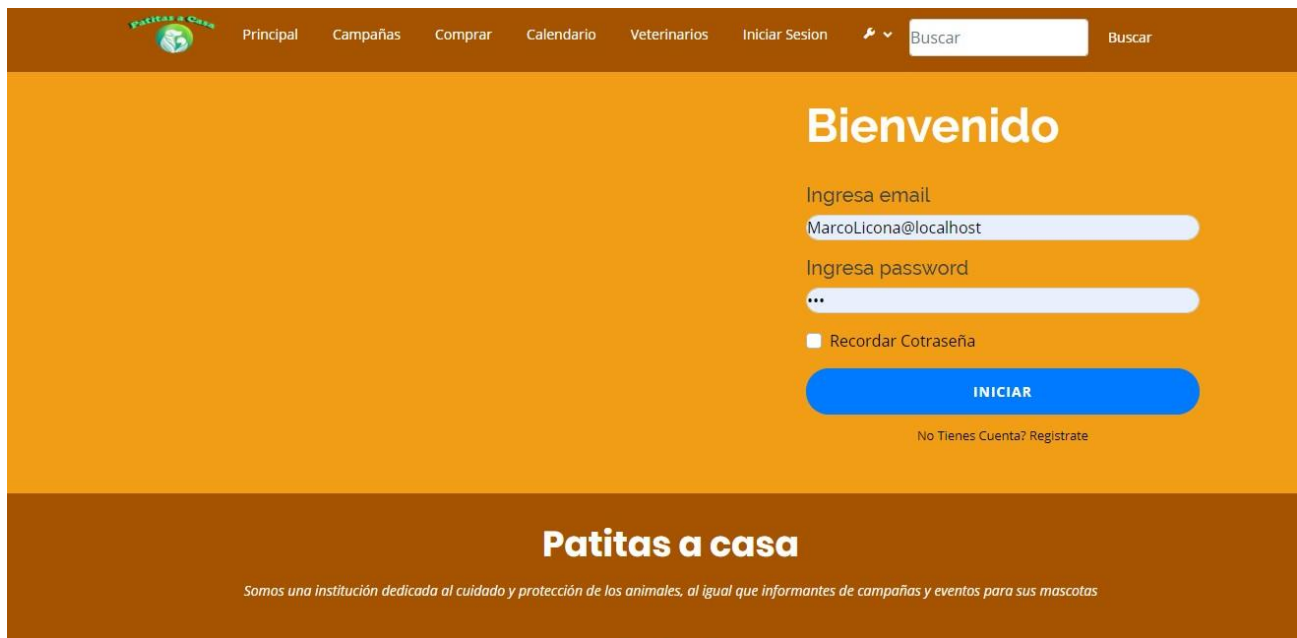 Patitas a Casa
Principal Campañas Comprar Calendario Veterinarios Iniciar Sesion Buscar Buscar
Bienvenido
Ingresa email
MarcoLicona@localhost
Ingresa password
•••
Recordar Cotraseña
INICIAR
No Tienes Cuenta? Registrate
Patitas a casa
Somos una institución dedicada al cuidado y protección de los animales, al igual que informantes de campañas y eventos para sus mascotas